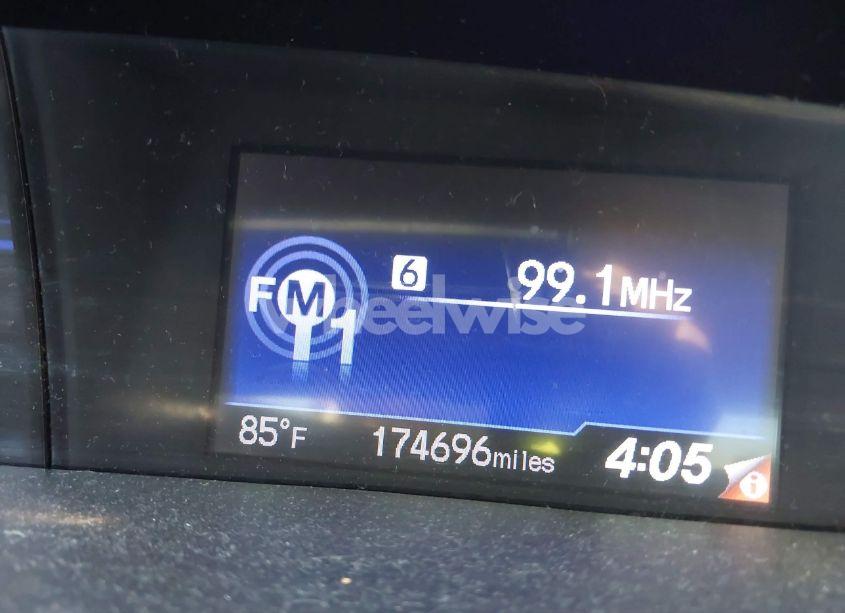 6 99.1MHz
FM
1
wheelwise
85°F 174696miles 4:05
i